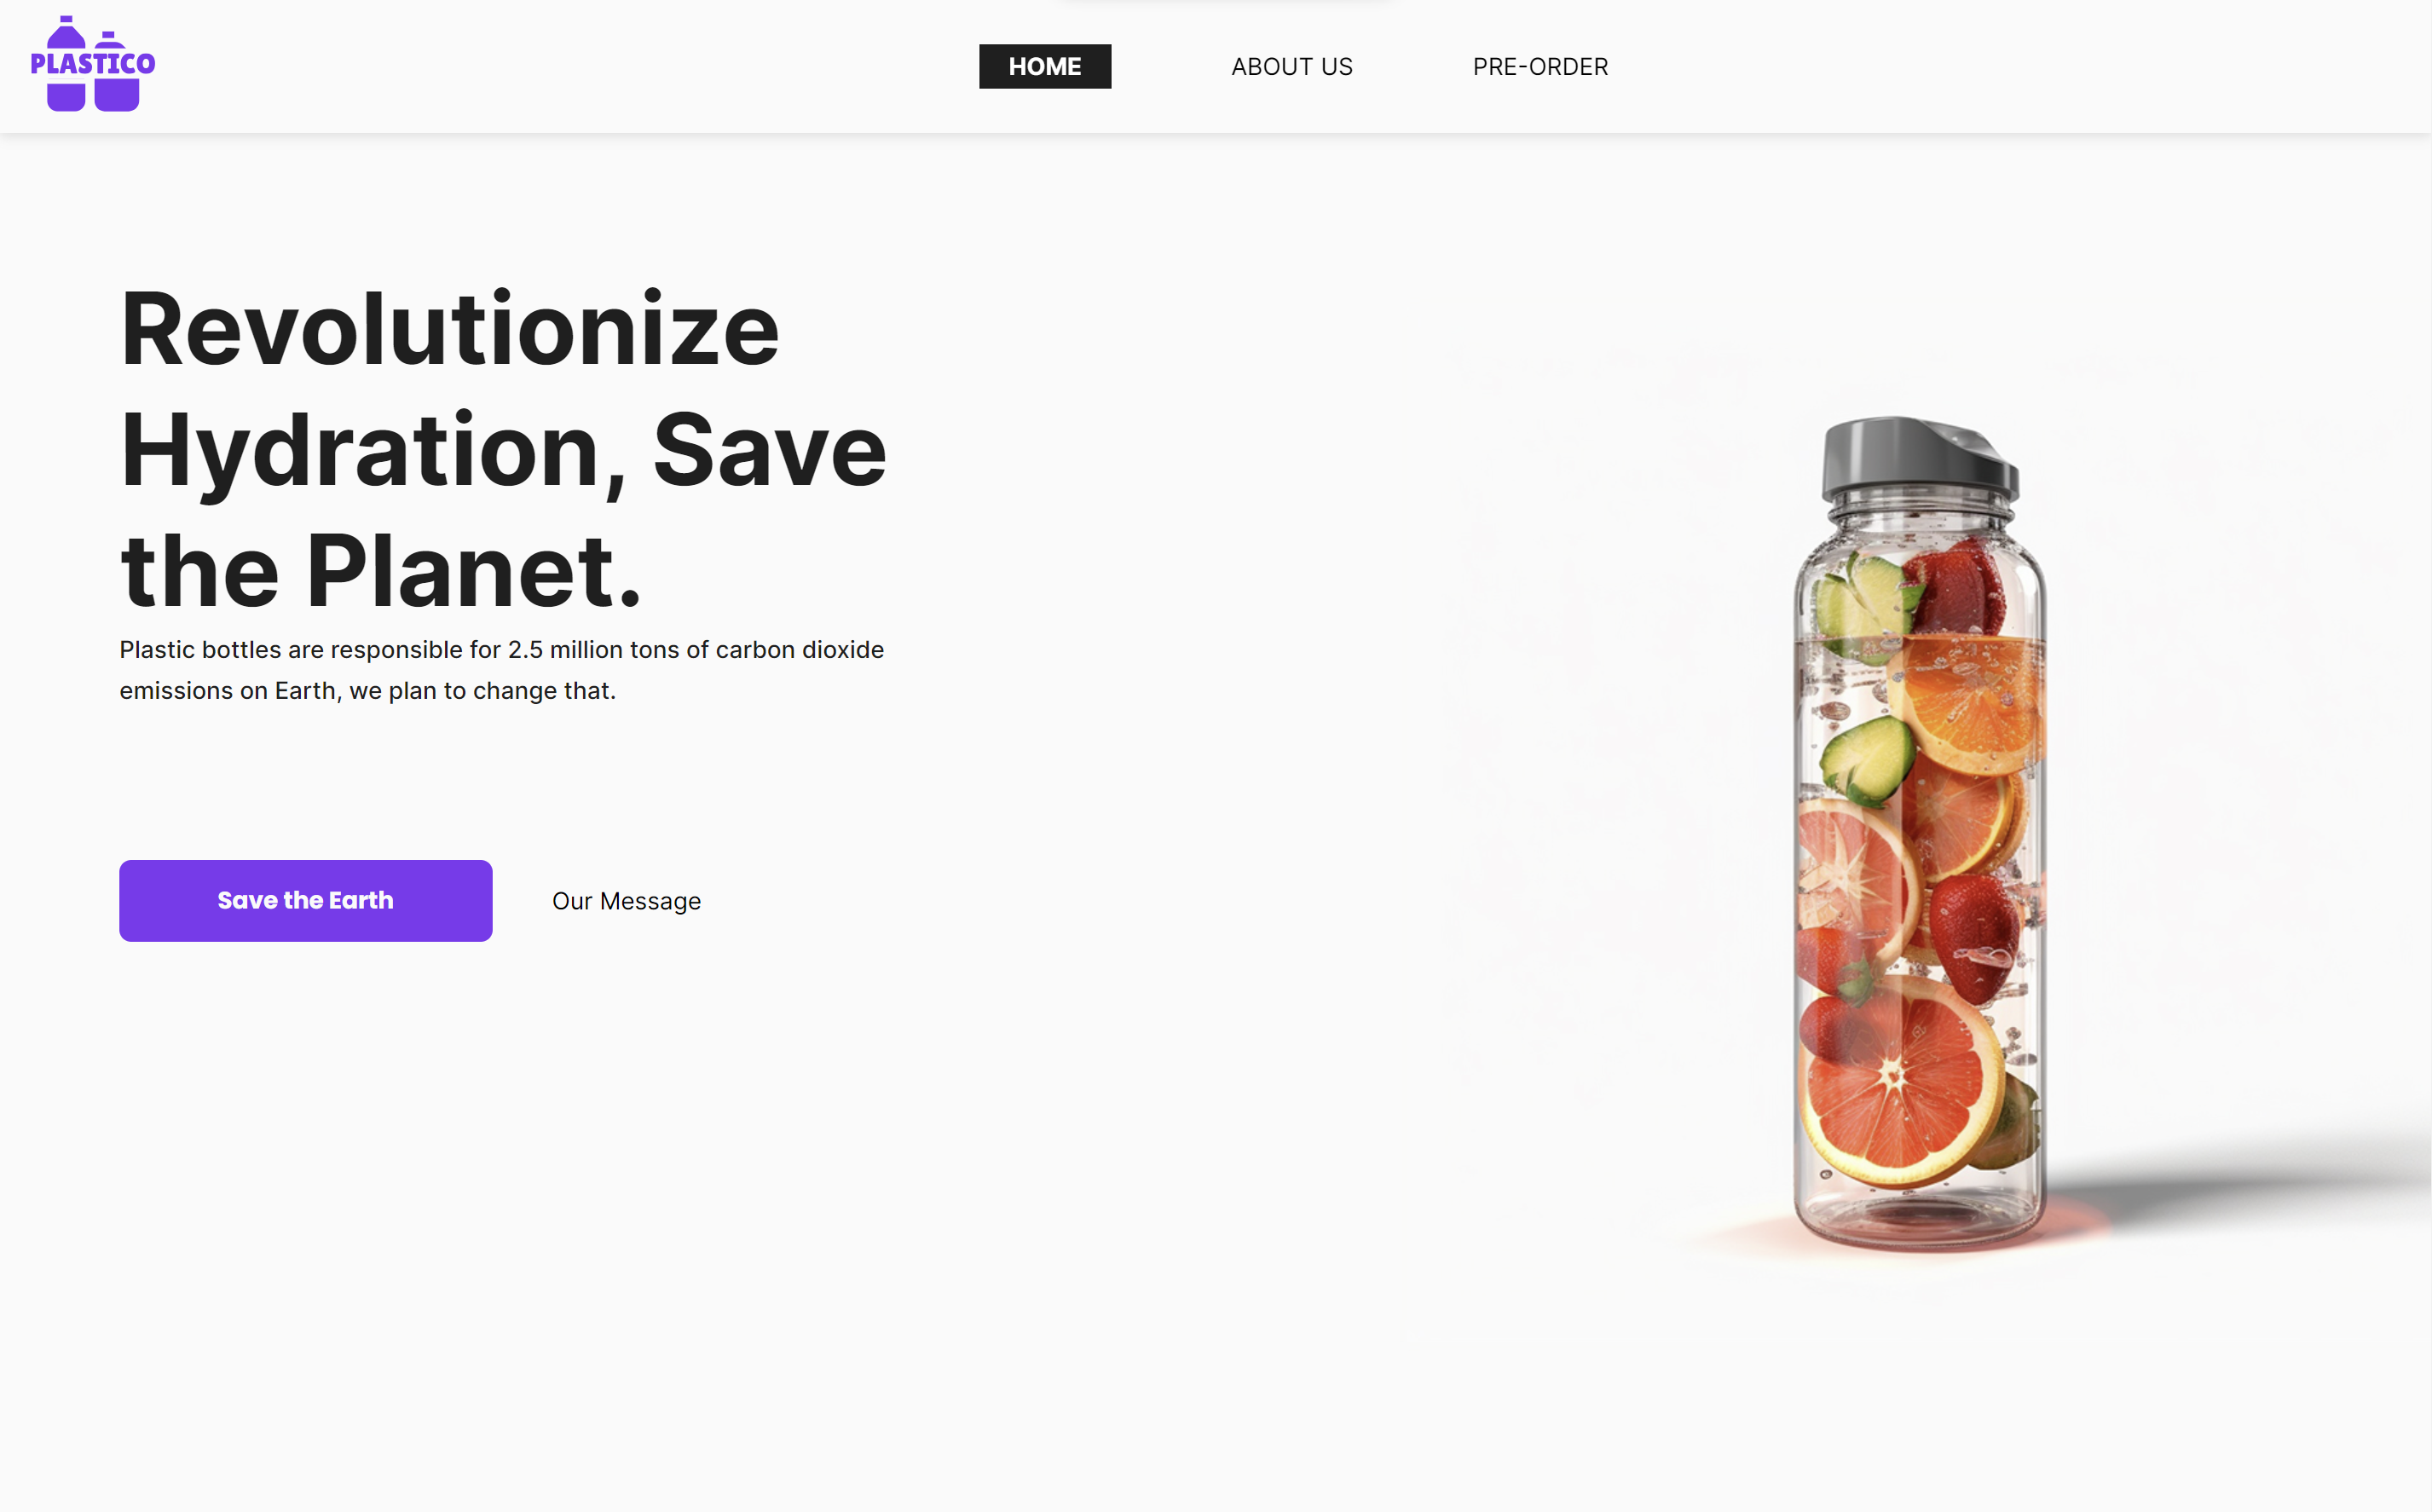 PLASTICO
HOME
ABOUT US
PRE-ORDER
Revolutionize
Hydration, Save
the Planet.
Plastic bottles are responsible for 2.5 million tons of carbon dioxide
emissions on Earth, we plan to change that.
Save the Earth
Our Message